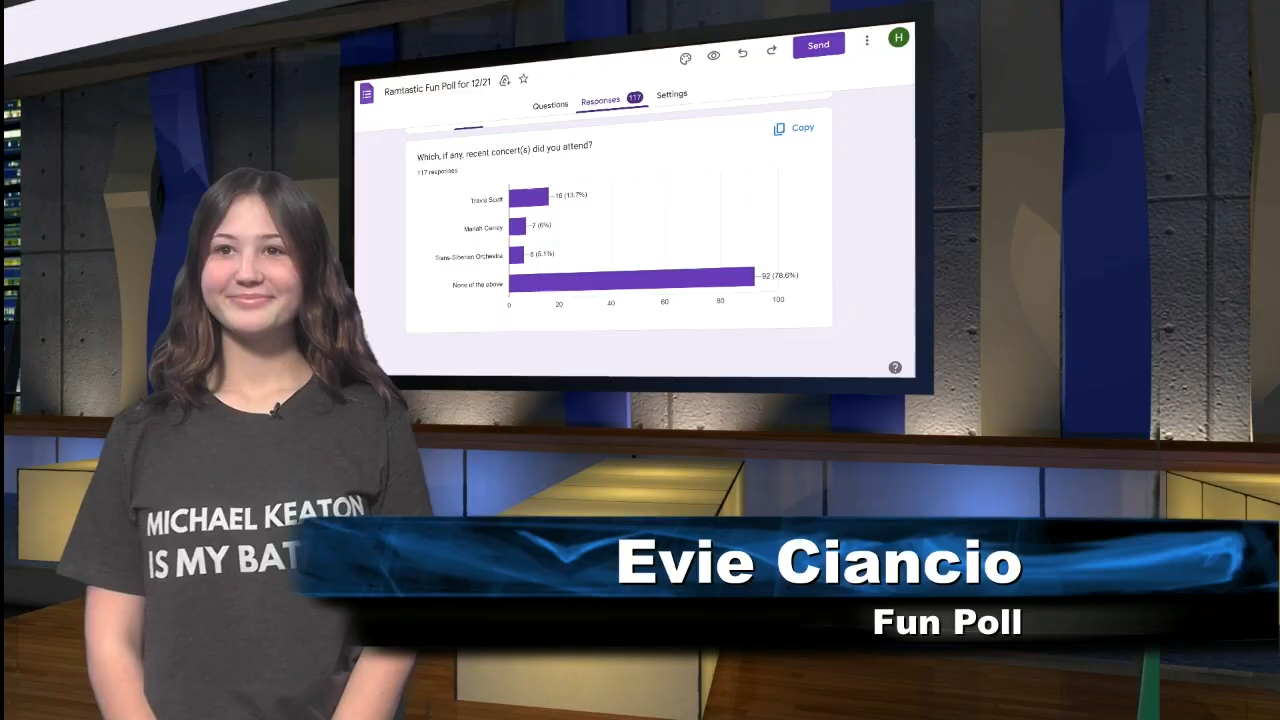 Ramtastic Fun Poll for 12/21
Send
H
Questions Responses 117 Settings
Copy
Which, if any, recent concert(s) did you attend?
117 responses
Travis Scott 16 (13.7%)
Mariah Carey 7 (6%)
Trans-Siberian Orchestra 6 (5.1%)
None of the above 92 (78.6%)
0 20 40 60 80 100
?
MICHAEL KEATON
IS MY BAT
Evie Ciancio
Fun Poll